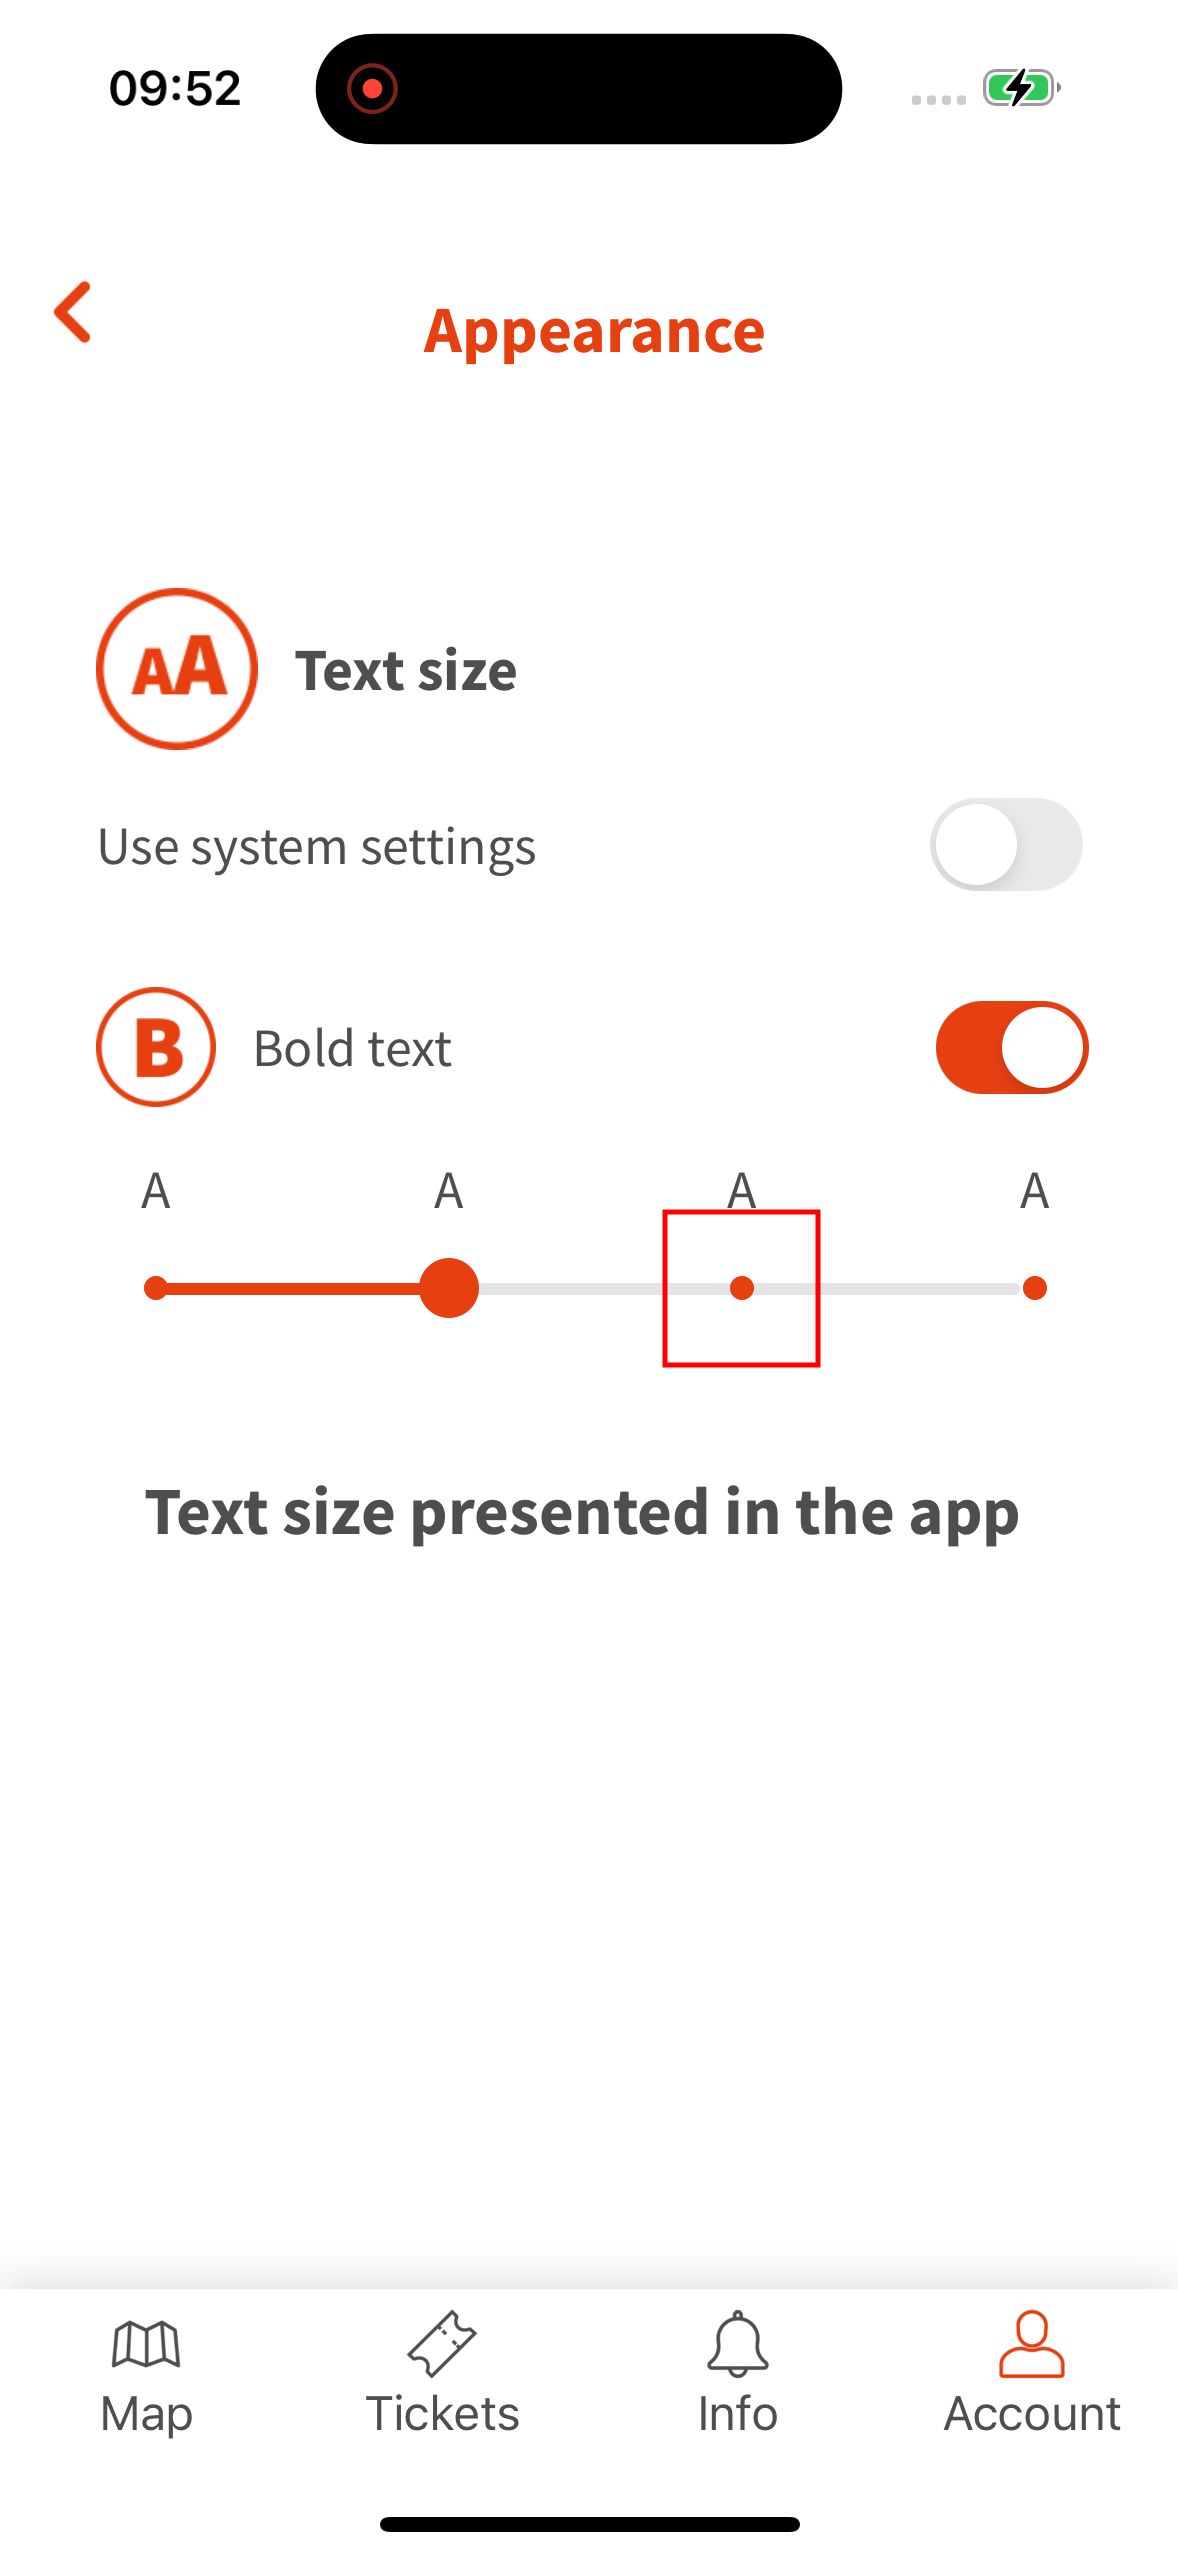 09:52
Appearance
AA Text size
Use system settings
B Bold text
A A A A
Text size presented in the app
Map Tickets Info Account